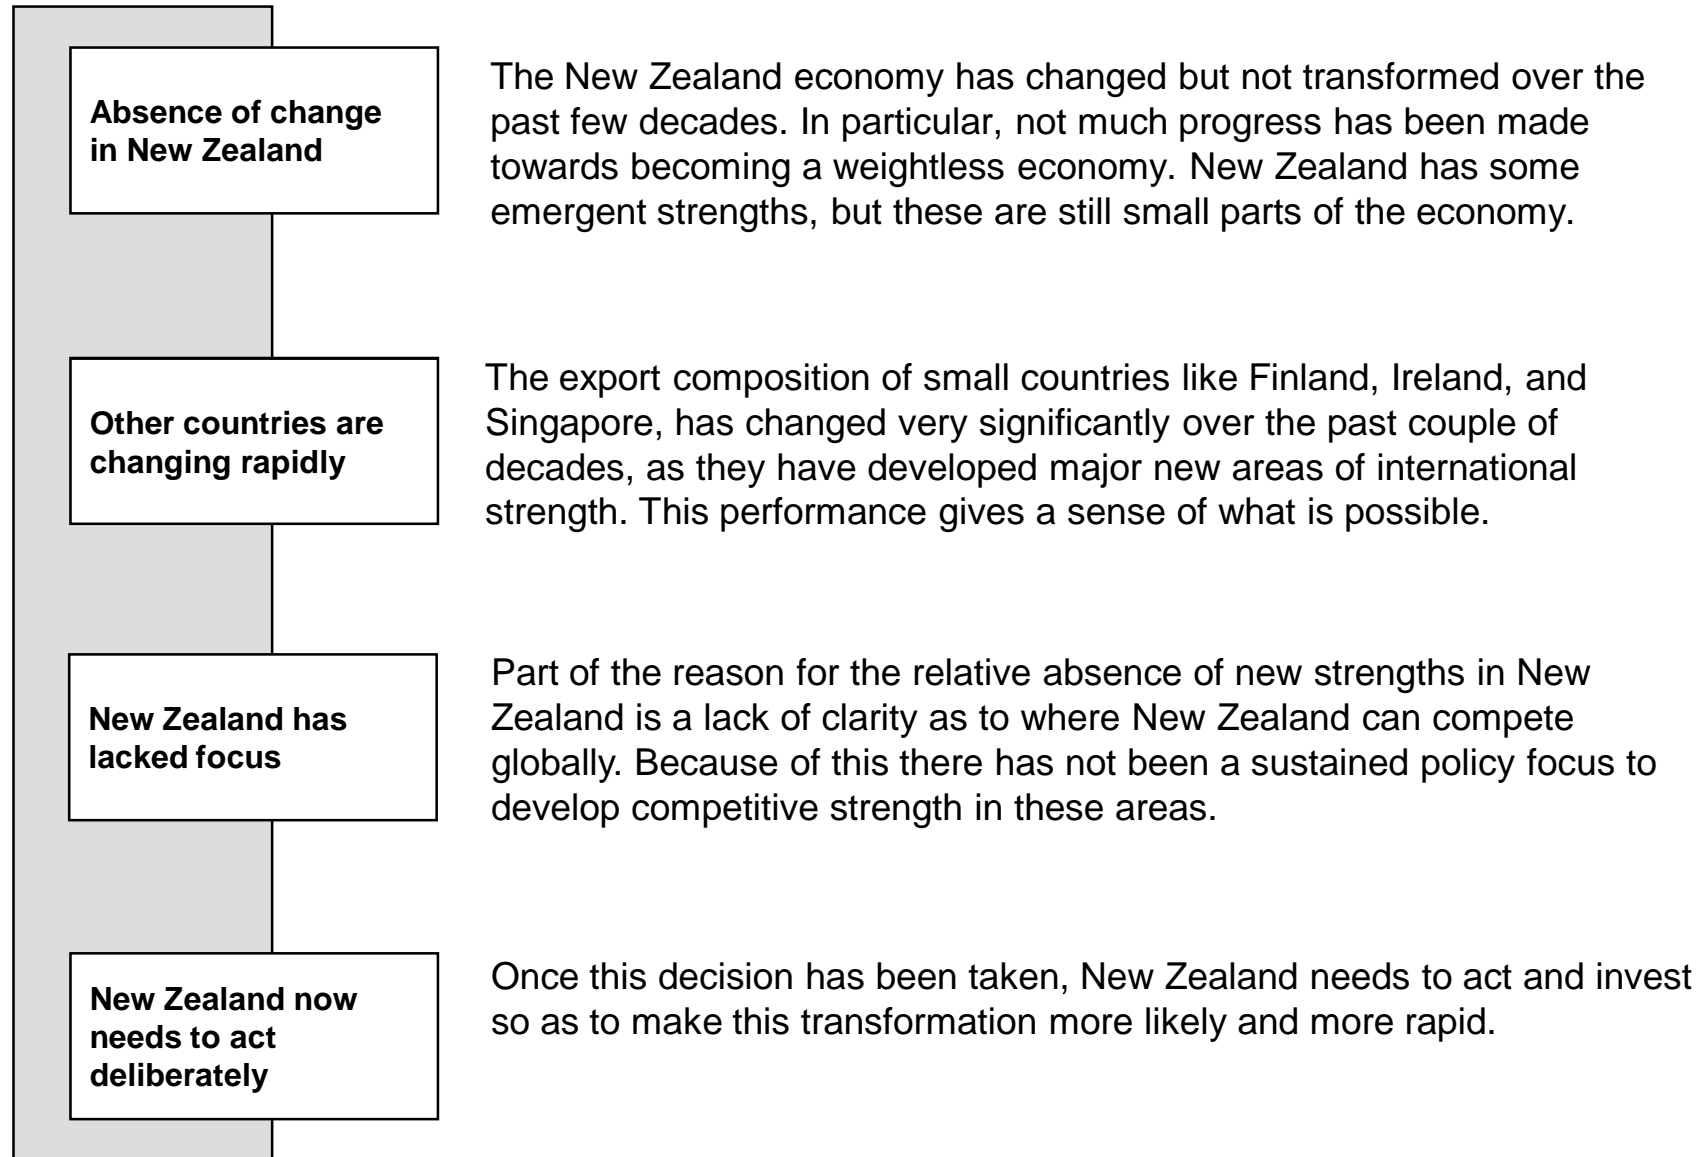 Absence of change
in New Zealand
The New Zealand economy has changed but not transformed over the
past few decades. In particular, not much progress has been made
towards becoming a weightless economy. New Zealand has some
emergent strengths, but these are still small parts of the economy.
Other countries are
changing rapidly
The export composition of small countries like Finland, Ireland, and
Singapore, has changed very significantly over the past couple of
decades, as they have developed major new areas of international
strength. This performance gives a sense of what is possible.
New Zealand has
lacked focus
Part of the reason for the relative absence of new strengths in New
Zealand is a lack of clarity as to where New Zealand can compete
globally. Because of this there has not been a sustained policy focus to
develop competitive strength in these areas.
New Zealand now
needs to act
deliberately
Once this decision has been taken, New Zealand needs to act and invest
so as to make this transformation more likely and more rapid.